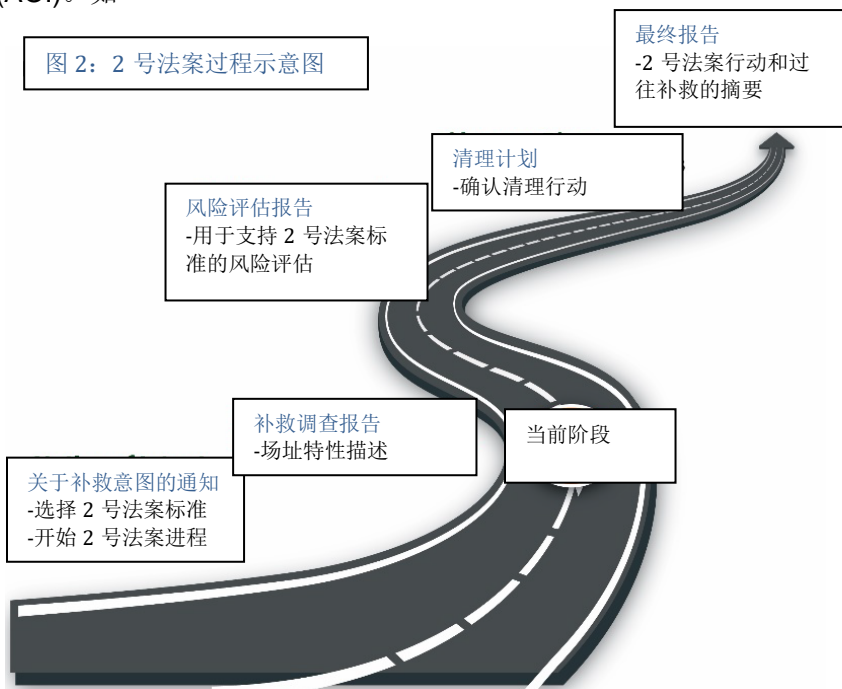 (AOI)。如
图 2：2 号法案过程示意图
最终报告
-2 号法案行动和过
往补救的摘要
清理计划
-确认清理行动
风险评估报告
-用于支持 2 号法案标
准的风险评估
补救调查报告
-场址特性描述
当前阶段
关于补救意图的通知
-选择 2 号法案标准
-开始 2 号法案进程